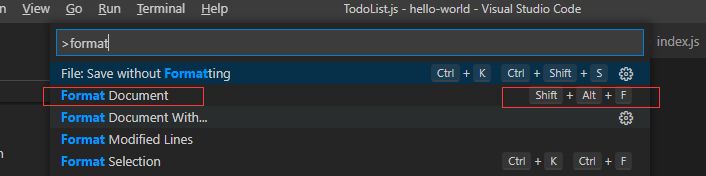 View Go Run Terminal Help TodoList.js - hello-world - Visual Studio Code
>format index.js
File: Save without Formatting Ctrl + K Ctrl + Shift + S
Format Document Shift + Alt + F
Format Document With...
Format Modified Lines
Format Selection Ctrl + K Ctrl + F